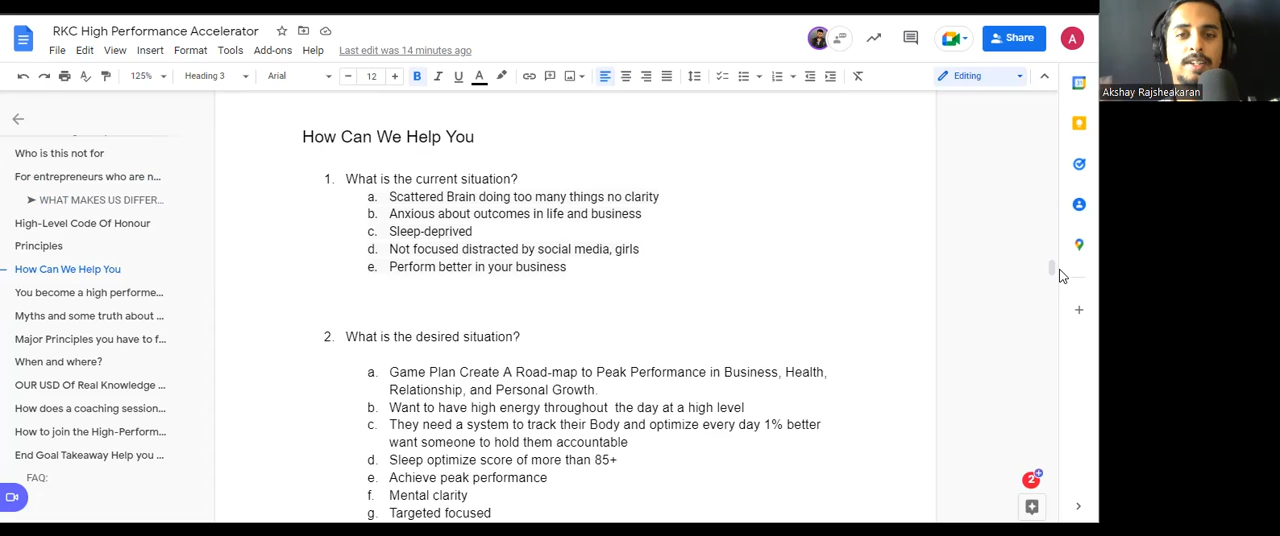 RKC High Performance Accelerator
File Edit View Insert Format Tools Add-ons Help Last edit was 14 minutes ago
Share
A
Akshay Rajsheakaran
125% Heading 3 Arial 12 B I U A Editing
31
Who is this not for
For entrepreneurs who are n...
➤ WHAT MAKES US DIFFER...
High-Level Code Of Honour
Principles
How Can We Help You
You become a high performe...
Myths and some truth about ...
Major Principles you have to f...
When and where?
OUR USD Of Real Knowledge ...
How does a coaching session...
How to join the High-Perform...
End Goal Takeaway Help you ...
FAQ:
How Can We Help You
1. What is the current situation?
a. Scattered Brain doing too many things no clarity
b. Anxious about outcomes in life and business
c. Sleep-deprived
d. Not focused distracted by social media, girls
e. Perform better in your business
2. What is the desired situation?
a. Game Plan Create A Road-map to Peak Performance in Business, Health,
Relationship, and Personal Growth.
b. Want to have high energy throughout the day at a high level
c. They need a system to track their Body and optimize every day 1% better
want someone to hold them accountable
d. Sleep optimize score of more than 85+
e. Achieve peak performance
f. Mental clarity
g. Targeted focused
2